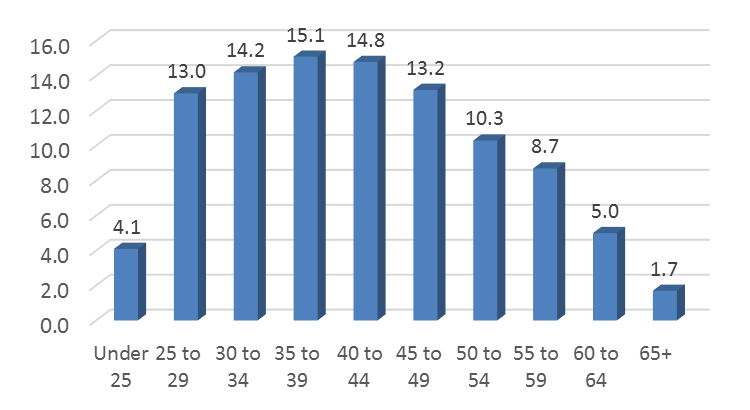 16.0
14.0
12.0
10.0
8.0
6.0
4.0
2.0
0.0
4.1
13.0
14.2
15.1
14.8
13.2
10.3
8.7
5.0
1.7
Under 25
25 to 29
30 to 34
35 to 39
40 to 44
45 to 49
50 to 54
55 to 59
60 to 64
65+